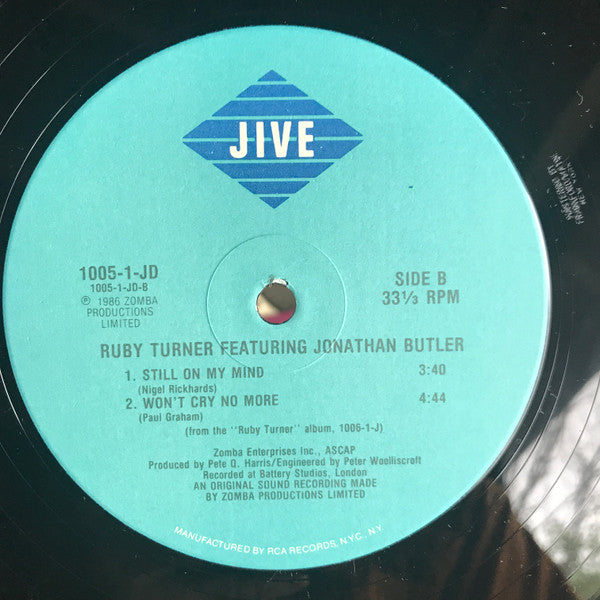 JIVE
1005-1-JD
1005-1-JD-B
℗ 1986 ZOMBA
PRODUCTIONS
LIMITED
SIDE B
33⅓ RPM
RUBY TURNER FEATURING JONATHAN BUTLER
1. STILL ON MY MIND 3:40
(Nigel Rickhards)
2. WON'T CRY NO MORE 4:44
(Paul Graham)
(from the "Ruby Turner" album, 1006-1-J)
Zomba Enterprises Inc., ASCAP
Produced by Pete Q. Harris/Engineered by Peter Woolliscroft
Recorded at Battery Studios, London
AN ORIGINAL SOUND RECORDING MADE
BY ZOMBA PRODUCTIONS LIMITED
MANUFACTURED BY RCA RECORDS, N.Y.C., N.Y.
MASTERED BY